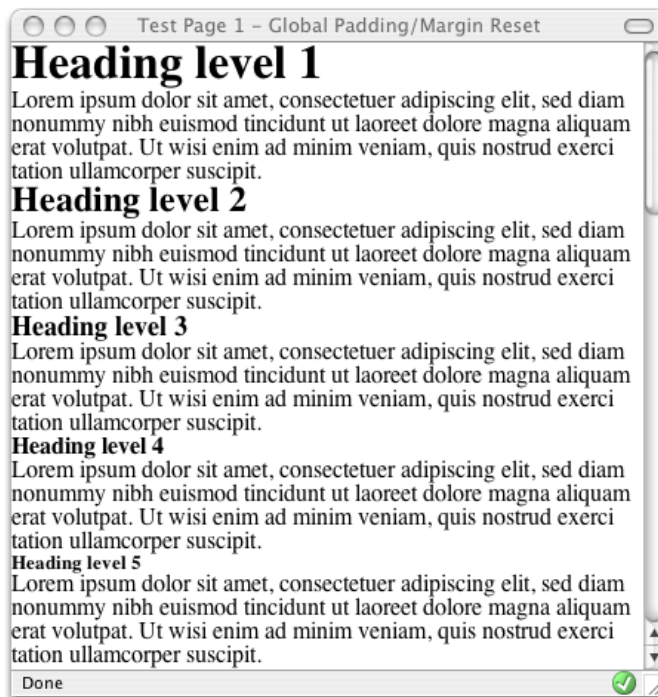 Test Page 1 – Global Padding/Margin Reset
Heading level 1
Lorem ipsum dolor sit amet, consectetuer adipiscing elit, sed diam
nonummy nibh euismod tincidunt ut laoreet dolore magna aliquam
erat volutpat. Ut wisi enim ad minim veniam, quis nostrud exerci
tation ullamcorper suscipit.
Heading level 2
Lorem ipsum dolor sit amet, consectetuer adipiscing elit, sed diam
nonummy nibh euismod tincidunt ut laoreet dolore magna aliquam
erat volutpat. Ut wisi enim ad minim veniam, quis nostrud exerci
tation ullamcorper suscipit.
Heading level 3
Lorem ipsum dolor sit amet, consectetuer adipiscing elit, sed diam
nonummy nibh euismod tincidunt ut laoreet dolore magna aliquam
erat volutpat. Ut wisi enim ad minim veniam, quis nostrud exerci
tation ullamcorper suscipit.
Heading level 4
Lorem ipsum dolor sit amet, consectetuer adipiscing elit, sed diam
nonummy nibh euismod tincidunt ut laoreet dolore magna aliquam
erat volutpat. Ut wisi enim ad minim veniam, quis nostrud exerci
tation ullamcorper suscipit.
Heading level 5
Lorem ipsum dolor sit amet, consectetuer adipiscing elit, sed diam
nonummy nibh euismod tincidunt ut laoreet dolore magna aliquam
erat volutpat. Ut wisi enim ad minim veniam, quis nostrud exerci
tation ullamcorper suscipit.
Done